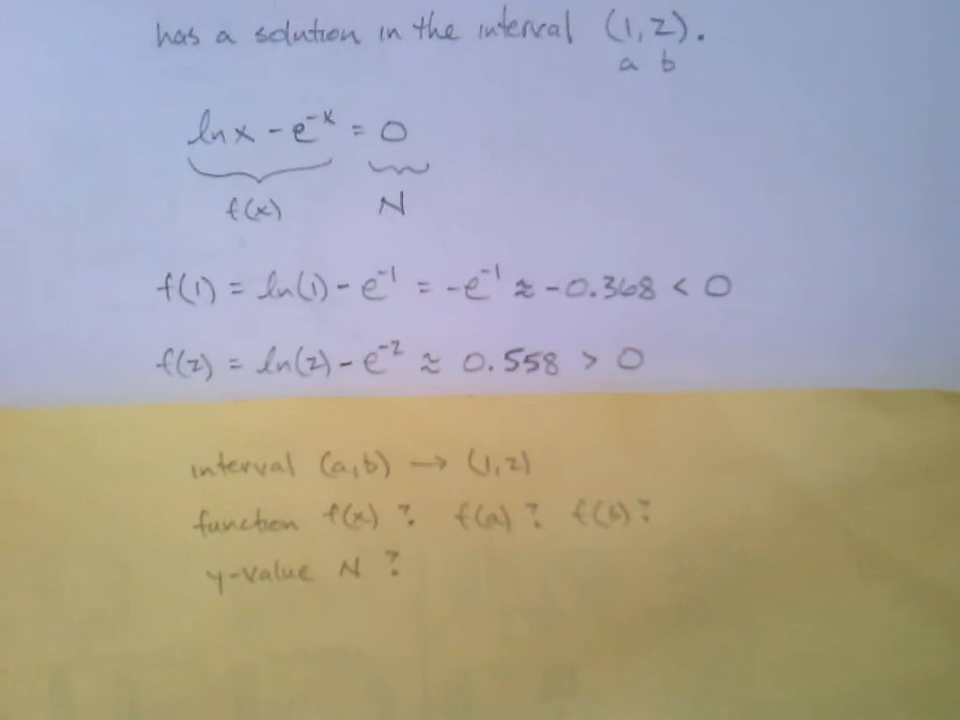 has a solution in the interval (1,2).
a b
ln x - e^-x = 0
f(x) N
f(1) = ln(1) - e^-1 = -e^-1 ≈ -0.368 < 0
f(2) = ln(2) - e^-2 ≈ 0.558 > 0
interval (a,b) → (1,2)
function f(x) ? f(a) ? f(b) ?
y-value N ?